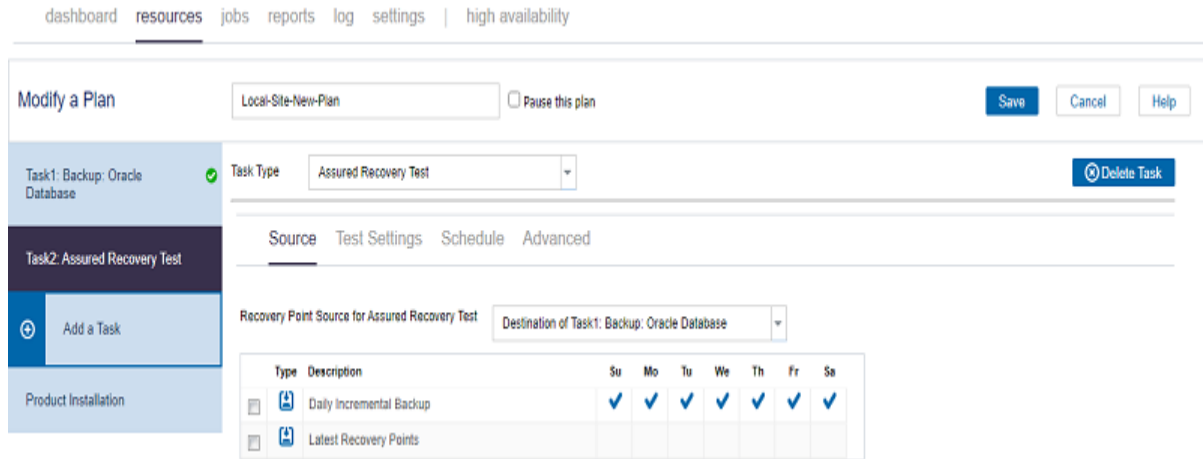 dashboard resources jobs reports log settings | high availability
Modify a Plan Local-Site-New-Plan Pause this plan Save Cancel Help
Task1: Backup: Oracle
Database
Task Type Assured Recovery Test Delete Task
Source Test Settings Schedule Advanced
Task2: Assured Recovery Test
Add a Task
Recovery Point Source for Assured Recovery Test Destination of Task1: Backup: Oracle Database
Type Description Su Mo Tu We Th Fr Sa
Product Installation
Daily Incremental Backup
Latest Recovery Points